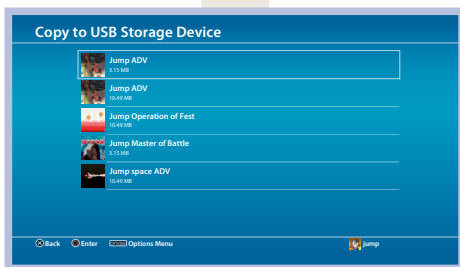 Copy to USB Storage Device
Jump ADV
3.15 MB
Jump ADV
10.49 MB
Jump Operation of Fest
10.49 MB
Jump Master of Battle
3.15 MB
Jump space ADV
10.49 MB
Back Enter OPTIONS Options Menu jump